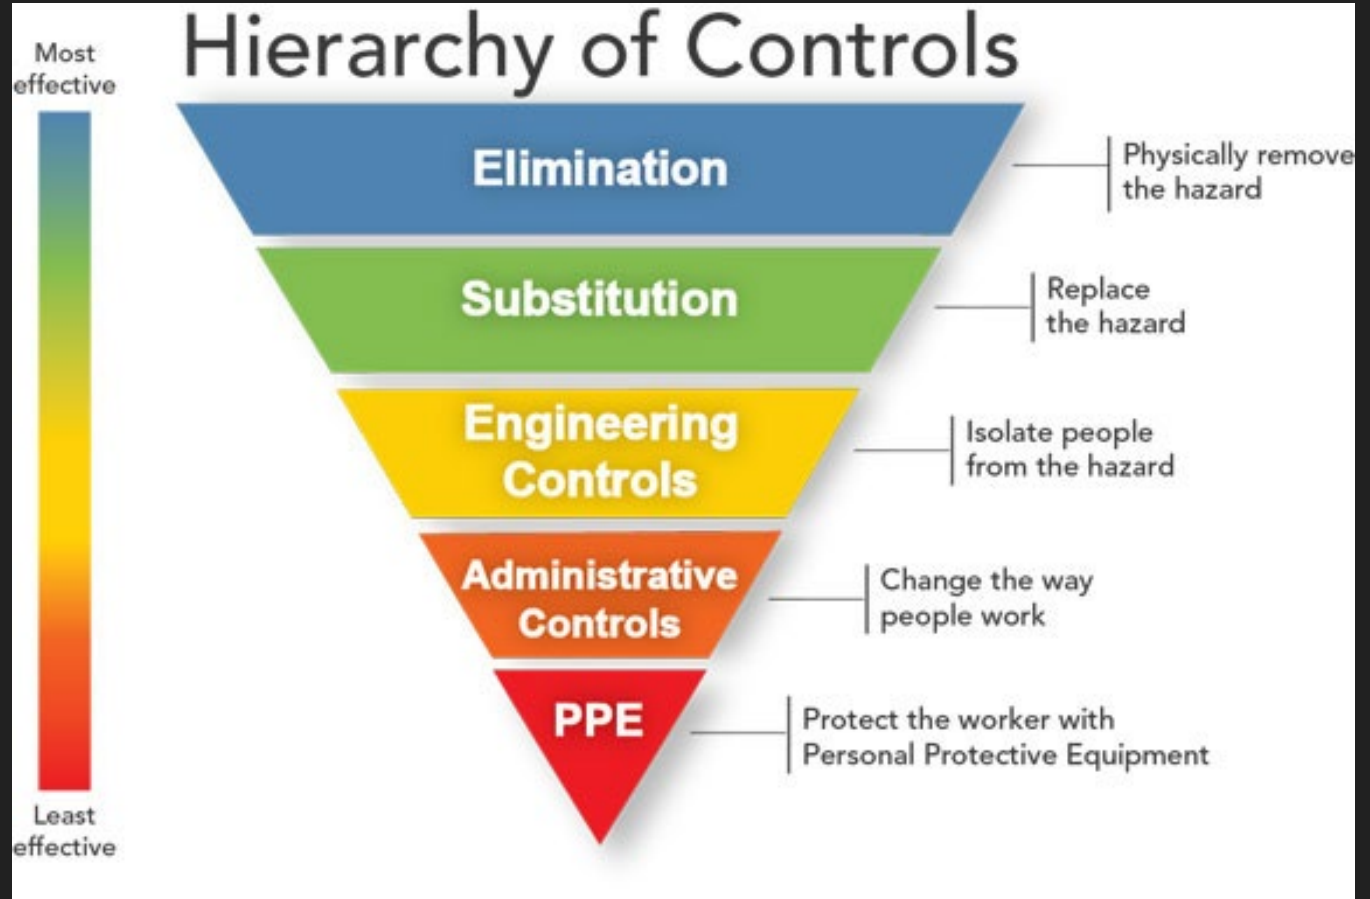 Hierarchy of Controls
Most
effective
Elimination
Physically remove
the hazard
Substitution
Replace
the hazard
Engineering
Controls
Isolate people
from the hazard
Administrative
Controls
Change the way
people work
PPE
Protect the worker with
Personal Protective Equipment
Least
effective